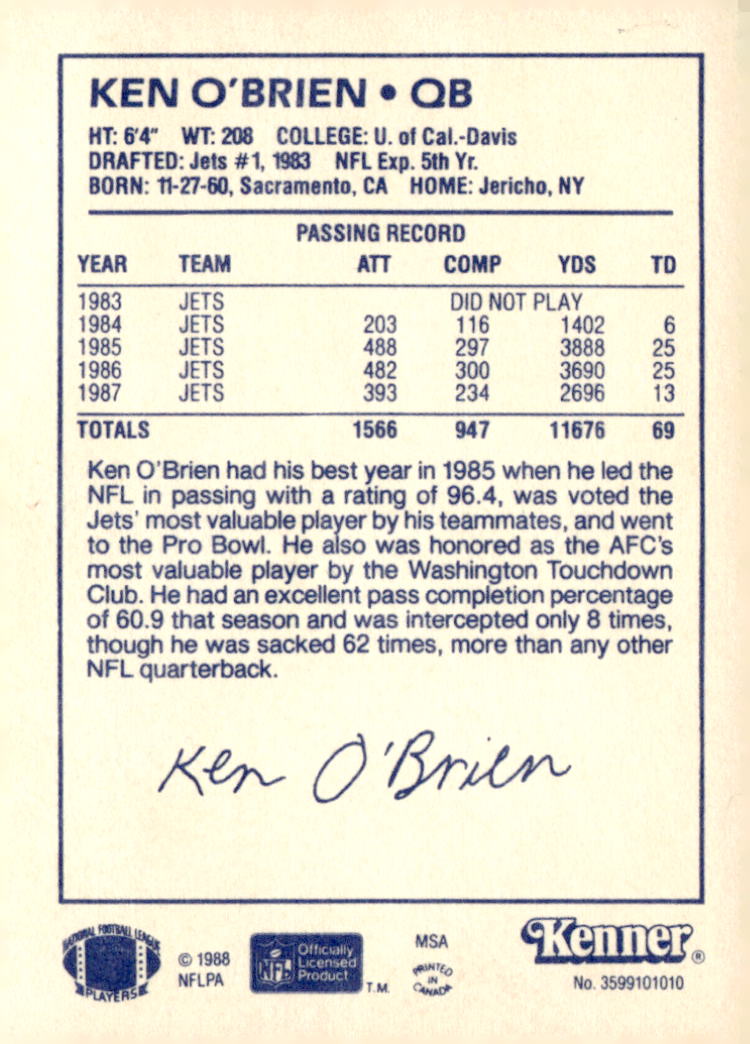 KEN O'BRIEN • QB
HT: 6'4" WT: 208 COLLEGE: U. of Cal.-Davis
DRAFTED: Jets #1, 1983 NFL Exp. 5th Yr.
BORN: 11-27-60, Sacramento, CA HOME: Jericho, NY
PASSING RECORD
YEAR TEAM ATT COMP YDS TD
1983 JETS DID NOT PLAY
1984 JETS 203 116 1402 6
1985 JETS 488 297 3888 25
1986 JETS 482 300 3690 25
1987 JETS 393 234 2696 13
TOTALS 1566 947 11676 69
Ken O'Brien had his best year in 1985 when he led the
NFL in passing with a rating of 96.4, was voted the
Jets' most valuable player by his teammates, and went
to the Pro Bowl. He also was honored as the AFC's
most valuable player by the Washington Touchdown
Club. He had an excellent pass completion percentage
of 60.9 that season and was intercepted only 8 times,
though he was sacked 62 times, more than any other
NFL quarterback.
Ken O'Brien
NATIONAL FOOTBALL LEAGUE
PLAYERS
© 1988
NFLPA
NFL
Officially
Licensed
Product
T.M.
MSA
PRINTED
IN
CANADA
Kenner®
No. 3599101010